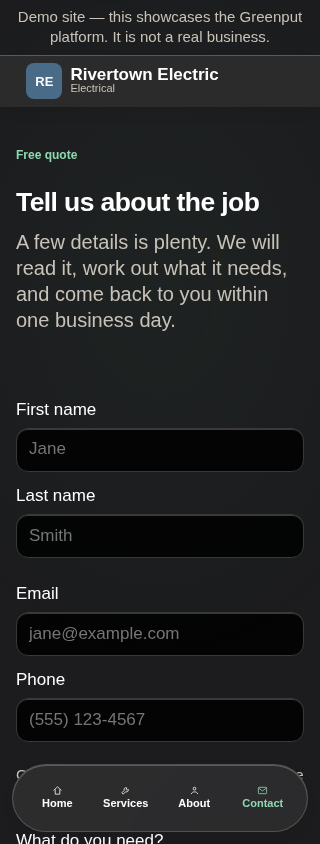 Demo site — this showcases the Greenput
platform. It is not a real business.
RE
Rivertown Electric
Electrical
Free quote
Tell us about the job
A few details is plenty. We will
read it, work out what it needs,
and come back to you within
one business day.
First name
Jane
Last name
Smith
Email
jane@example.com
Phone
(555) 123-4567
Home
Services
About
Contact
What do you need?